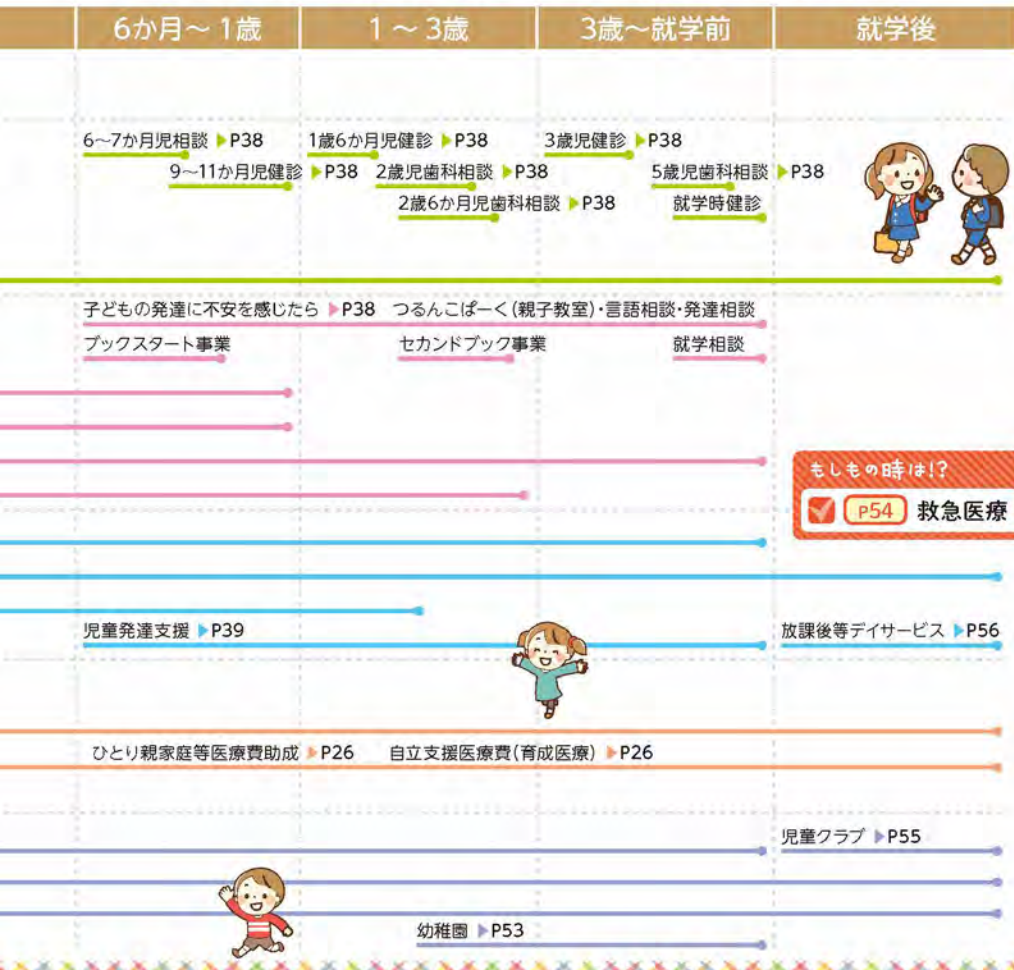 6か月～1歳
1～3歳
3歳～就学前
就学後
6～7か月児相談 ▶P38
1歳6か月児健診 ▶P38
3歳児健診 ▶P38
9～11か月児健診 ▶P38
2歳児歯科相談 ▶P38
5歳児歯科相談 ▶P38
2歳6か月児歯科相談 ▶P38
就学時健診
子どもの発達に不安を感じたら ▶P38
つるんこぱーく(親子教室)・言語相談・発達相談
ブックスタート事業
セカンドブック事業
就学相談
もしもの時は!?
P54 救急医療
児童発達支援 ▶P39
放課後等デイサービス ▶P56
ひとり親家庭等医療費助成 ▶P26
自立支援医療費(育成医療) ▶P26
児童クラブ ▶P55
幼稚園 ▶P53